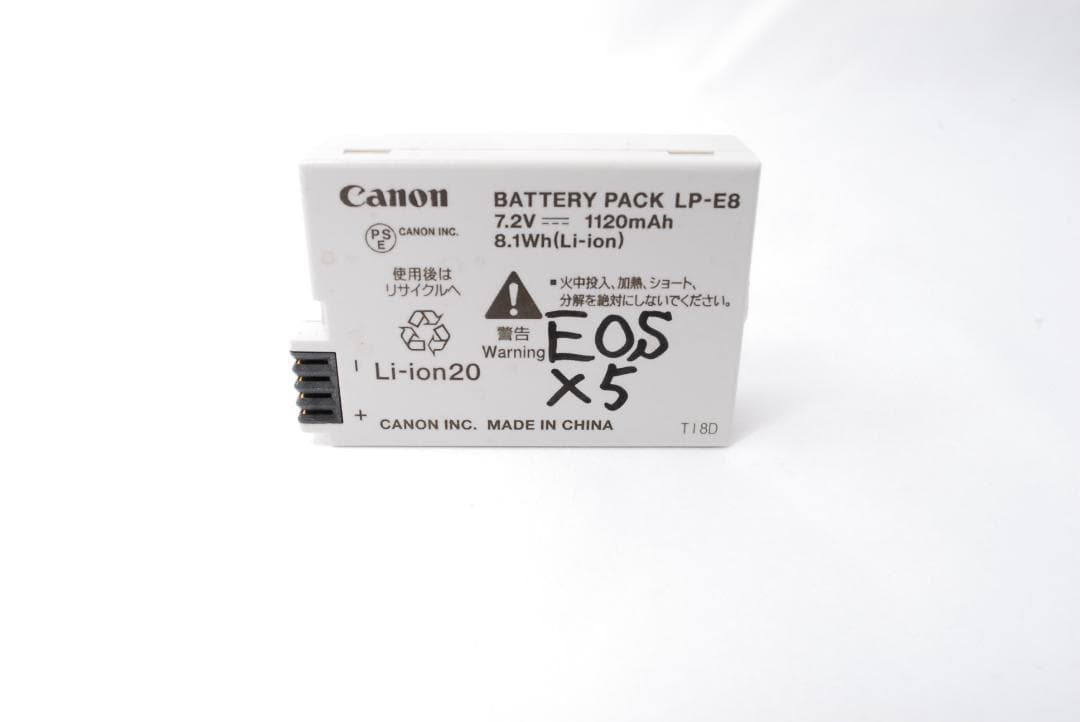 Canon
BATTERY PACK LP-E8
7.2V ⎓ 1120mAh
8.1Wh(Li-ion)
PSE CANON INC.
使用後は
リサイクルへ
■火中投入、加熱、ショート、
分解を絶対にしないでください。
警告
Warning
EOS
X5
Li-ion20
−
+
CANON INC. MADE IN CHINA
T18D